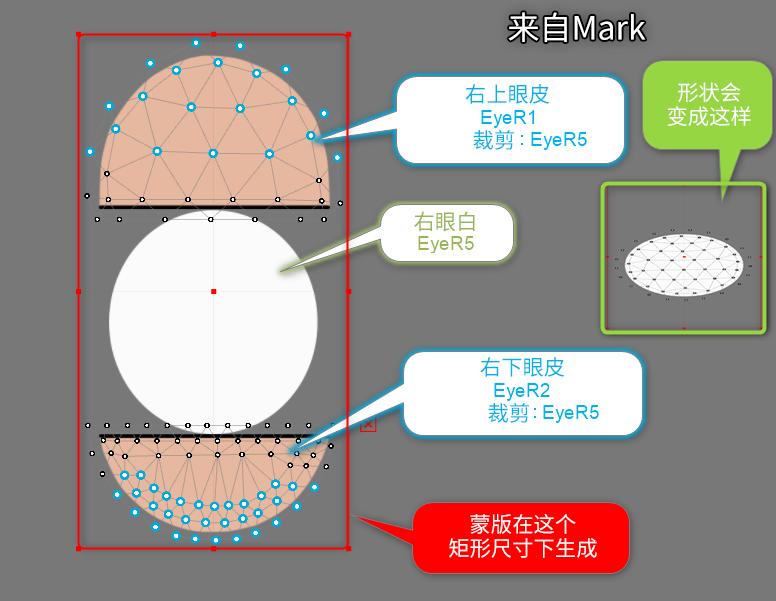 来自Mark
右上眼皮
EyeR1
裁剪：EyeR5
形状会
变成这样
右眼白
EyeR5
右下眼皮
EyeR2
裁剪：EyeR5
蒙版在这个
矩形尺寸下生成